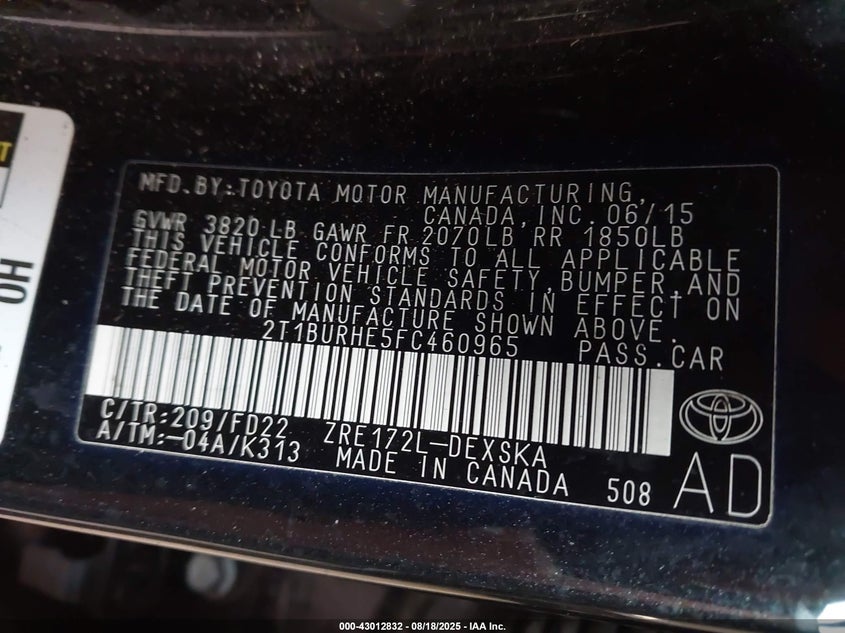 T
OH
MFD.BY:TOYOTA MOTOR MANUFACTURING,
CANADA,INC.06/15
GVWR 3820 LB GAWR FR 2070LB RR 1850LB
THIS VEHICLE CONFORMS TO ALL APPLICABLE
FEDERAL MOTOR VEHICLE SAFETY,BUMPER,AND
THEFT PREVENTION STANDARDS IN EFFECT ON
THE DATE OF MANUFACTURE SHOWN ABOVE.
2T1BURHE5FC460965 PASS.CAR
C/TR:209/FD22 ZRE172L-DEXSKA
A/TM:-04A/K313 MADE IN CANADA 508 AD
000-43012832 - 08/18/2025 - IAA Inc.